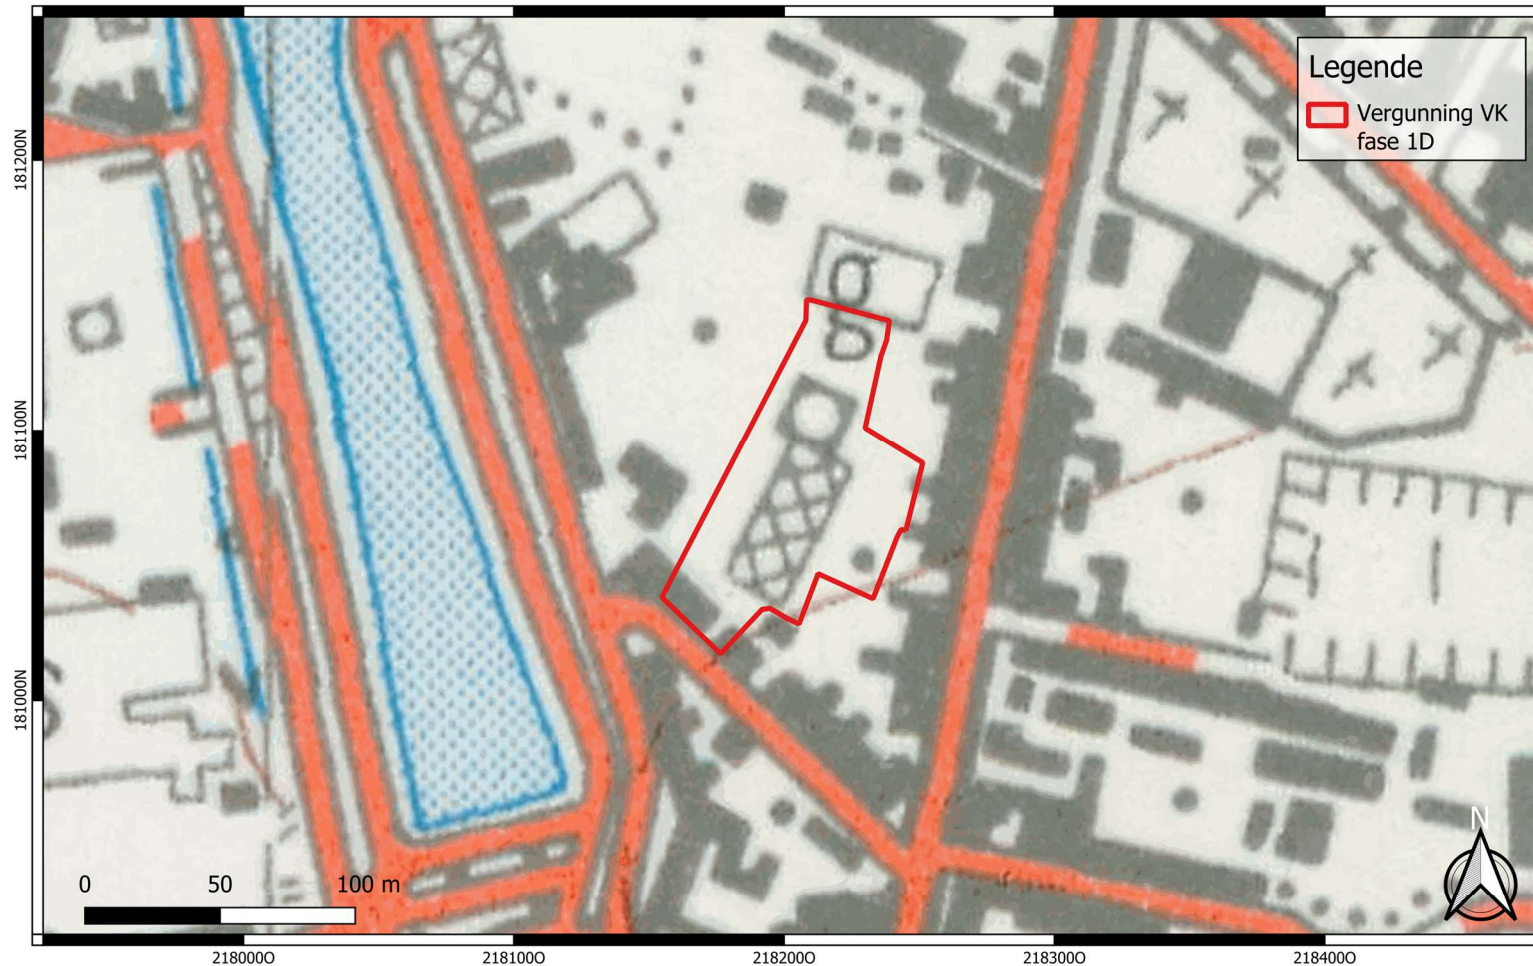 Legende
Vergunning VK
fase 1D
181200N
181100N
181000N
N
0 50 100 m
218000O 218100O 218200O 218300O 218400O